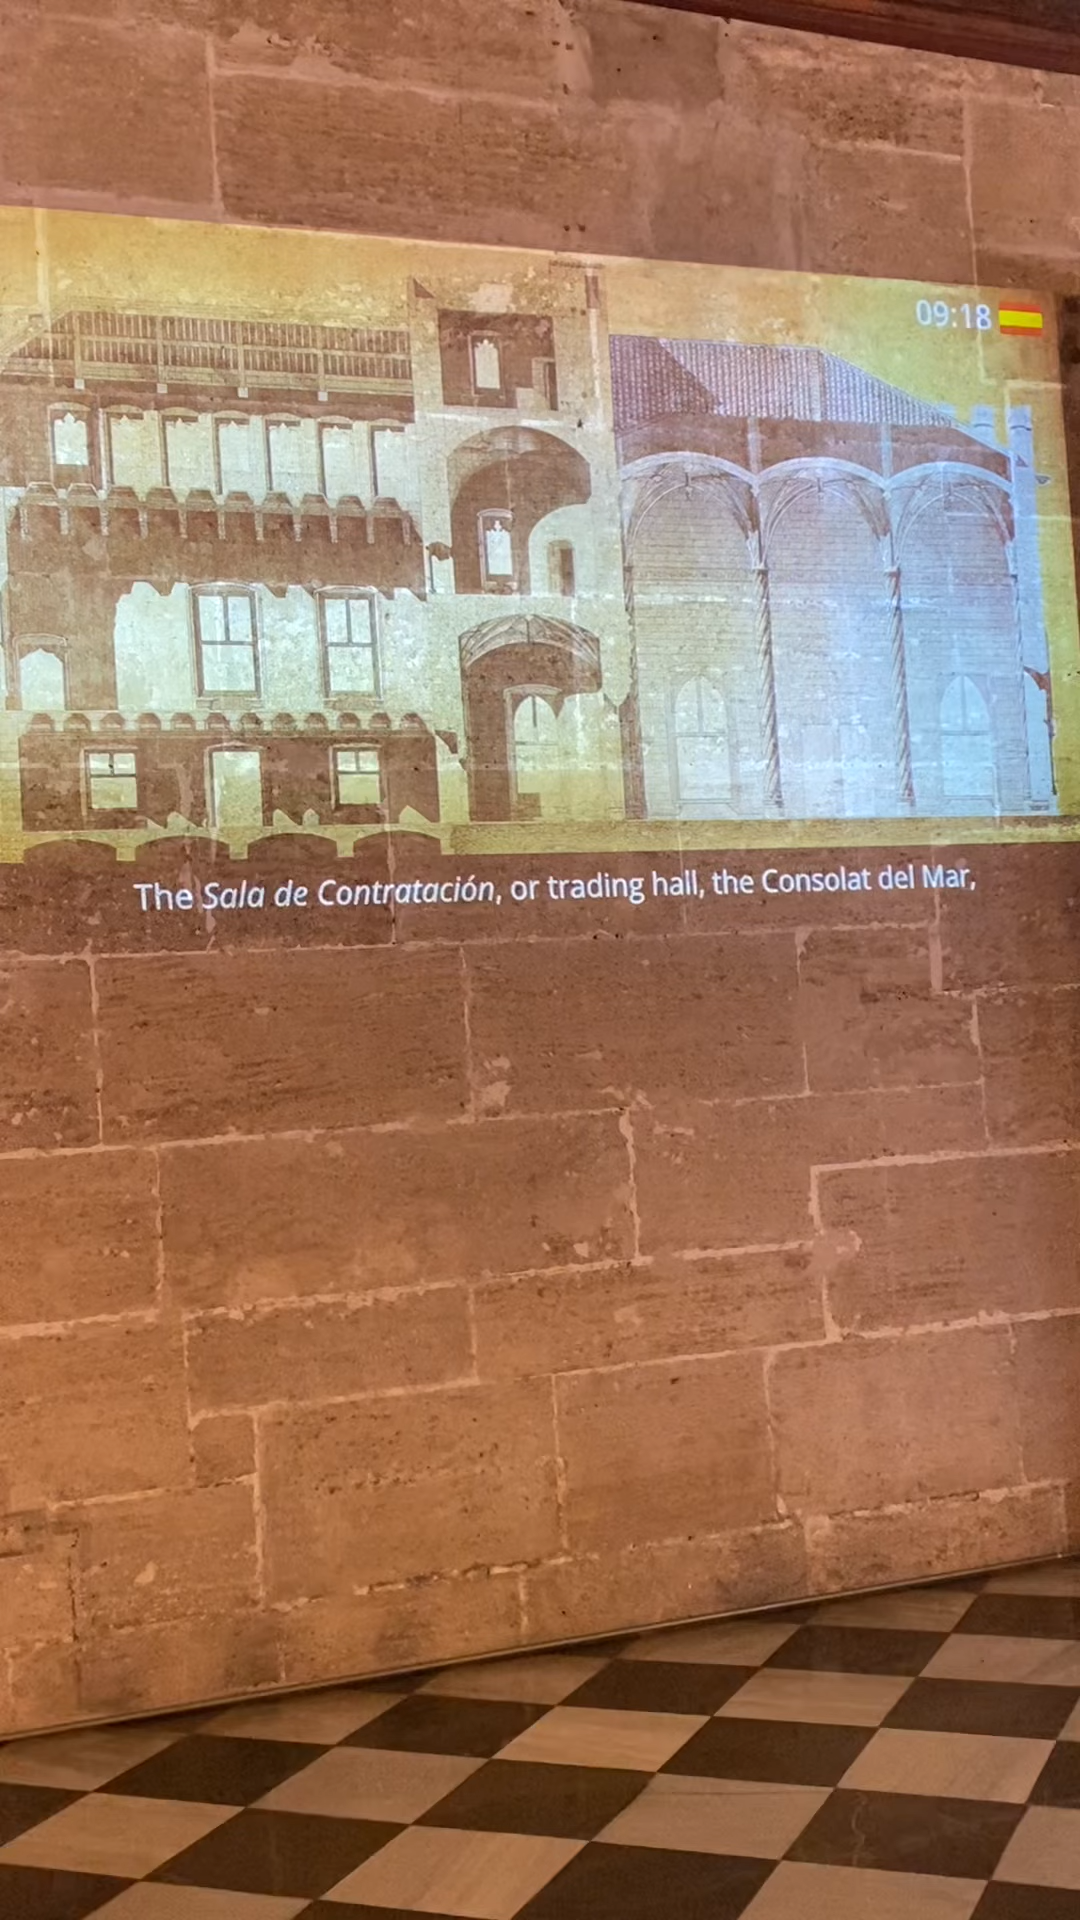 09:18
The Sala de Contratación, or trading hall, the Consolat del Mar,